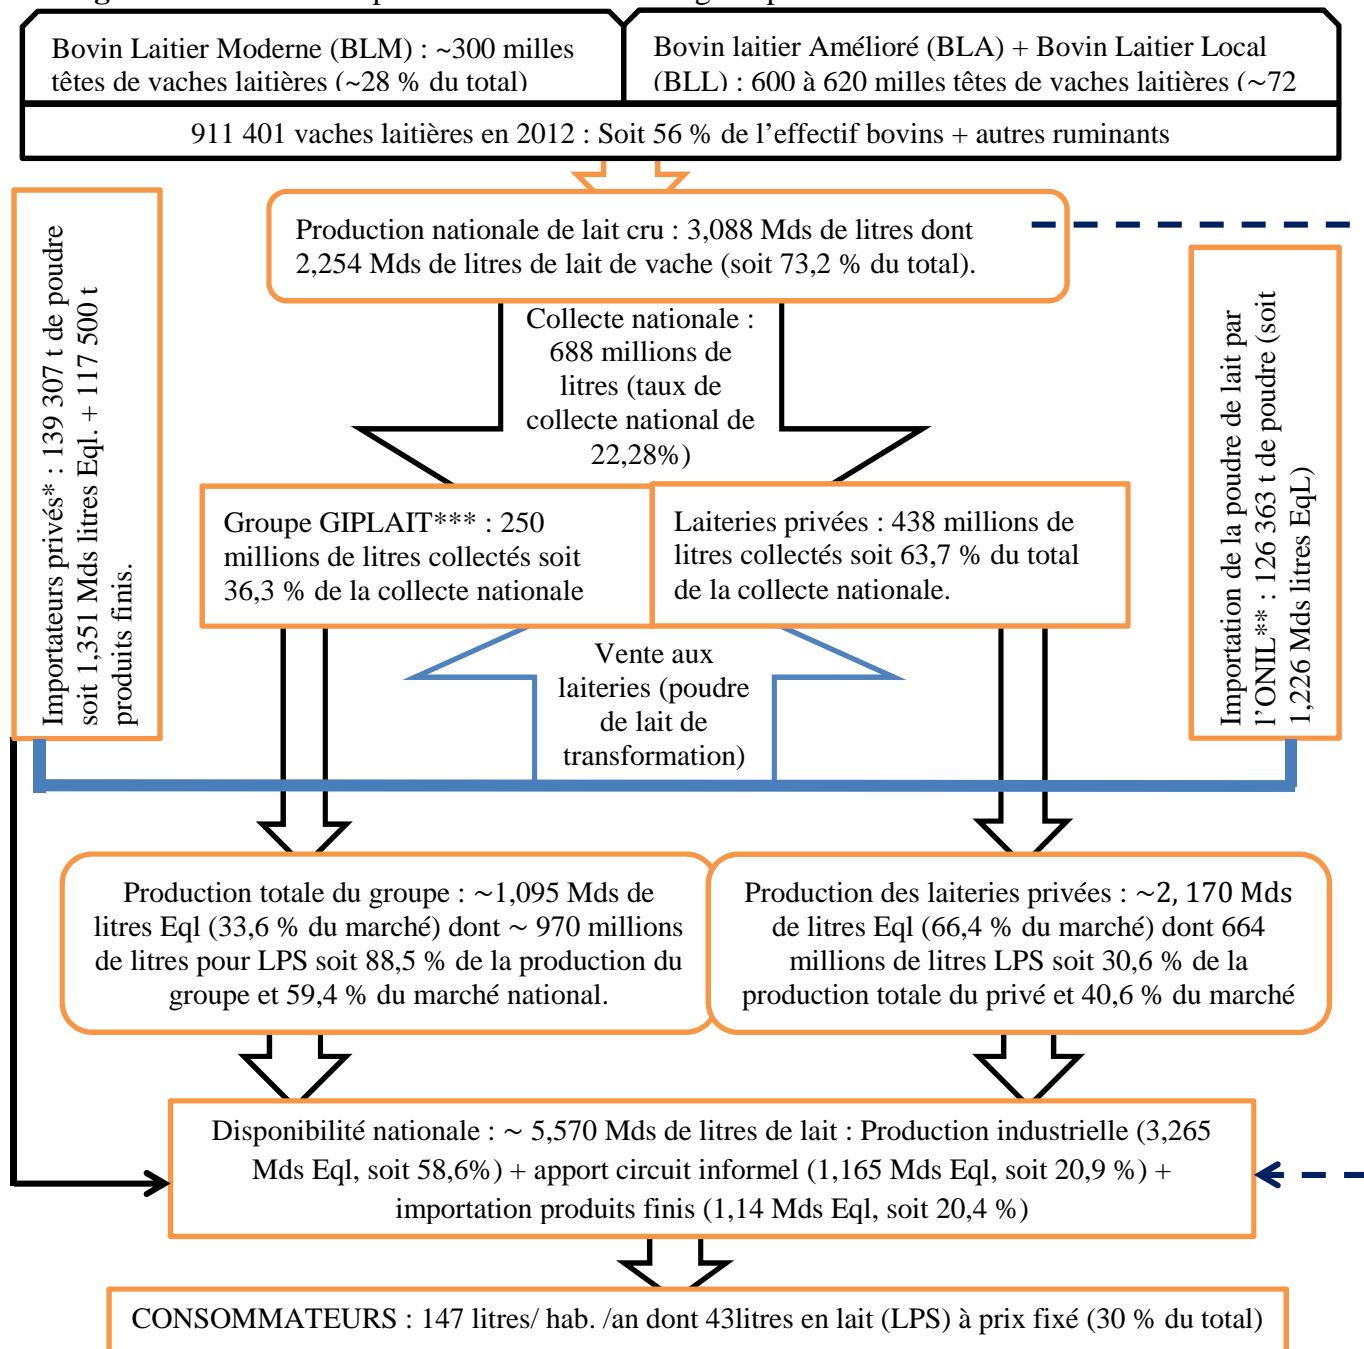 Bovin Laitier Moderne (BLM) : ~300 milles
têtes de vaches laitières (~28 % du total)
Bovin laitier Amélioré (BLA) + Bovin Laitier Local
(BLL) : 600 à 620 milles têtes de vaches laitières (~72
911 401 vaches laitières en 2012 : Soit 56 % de l’effectif bovins + autres ruminants
Production nationale de lait cru : 3,088 Mds de litres dont
2,254 Mds de litres de lait de vache (soit 73,2 % du total).
Importateurs privés* : 139 307 t de poudre
soit 1,351 Mds litres Eql. + 117 500 t
produits finis.
Collecte nationale :
688 millions de
litres (taux de
collecte national de
22,28%)
Importation de la poudre de lait par
l’ONIL** : 126 363 t de poudre (soit
1,226 Mds litres EqL)
Groupe GIPLAIT*** : 250
millions de litres collectés soit
36,3 % de la collecte nationale
Laiteries privées : 438 millions de
litres collectés soit 63,7 % du total
de la collecte nationale.
Vente aux
laiteries (poudre
de lait de
transformation)
Production totale du groupe : ~1,095 Mds de
litres Eql (33,6 % du marché) dont ~ 970 millions
de litres pour LPS soit 88,5 % de la production du
groupe et 59,4 % du marché national.
Production des laiteries privées : ~2, 170 Mds
de litres Eql (66,4 % du marché) dont 664
millions de litres LPS soit 30,6 % de la
production totale du privé et 40,6 % du marché
Disponibilité nationale : ~ 5,570 Mds de litres de lait : Production industrielle (3,265
Mds Eql, soit 58,6%) + apport circuit informel (1,165 Mds Eql, soit 20,9 %) +
importation produits finis (1,14 Mds Eql, soit 20,4 %)
CONSOMMATEURS : 147 litres/ hab. /an dont 43litres en lait (LPS) à prix fixé (30 % du total)